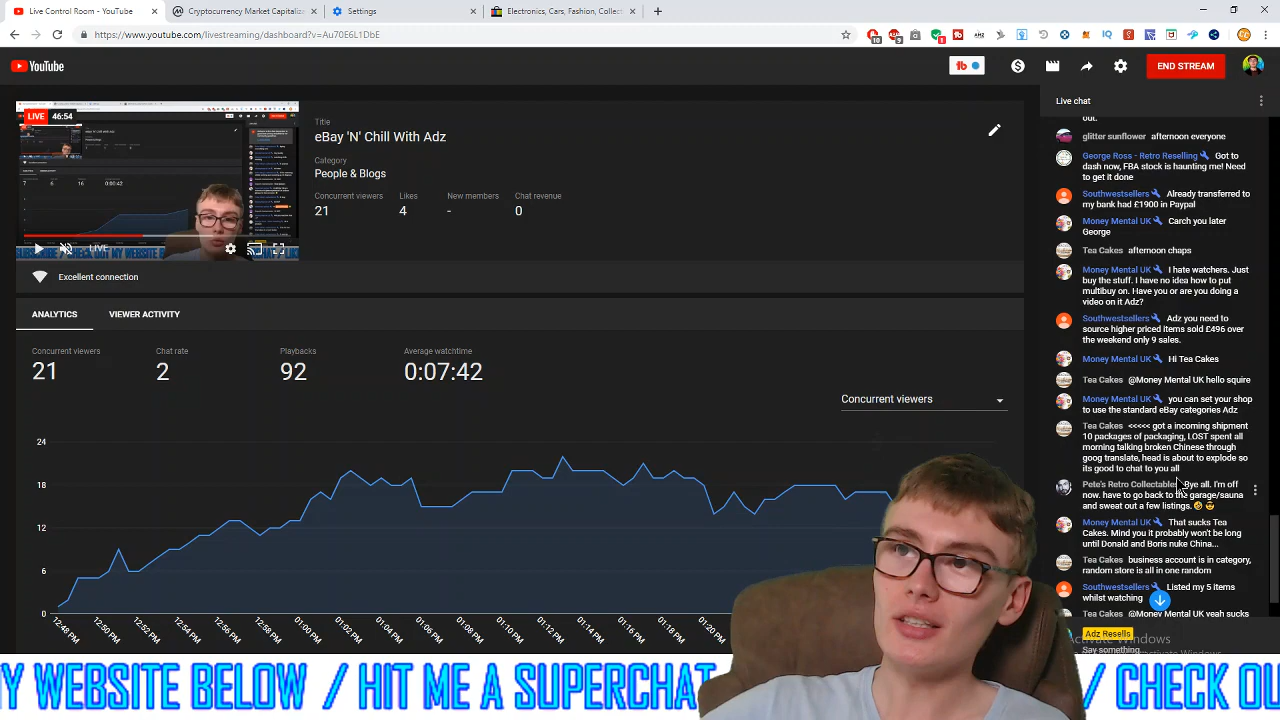 Live Control Room - YouTube
Cryptocurrency Market Capitaliz
Settings
Electronics, Cars, Fashion, Collect
https://www.youtube.com/livestreaming/dashboard?v=Au70E6L1DbE
YouTube
END STREAM
LIVE 46:54
LIVE
Title
eBay 'N' Chill With Adz
Category
People & Blogs
Concurrent viewers Likes New members Chat revenue
21 4 - 0
Excellent connection
ANALYTICS VIEWER ACTIVITY
Concurrent viewers Chat rate Playbacks Average watchtime
21 2 92 0:07:42
Concurrent viewers
24
18
12
6
0
12:48 PM 12:50 PM 12:52 PM 12:54 PM 12:56 PM 12:58 PM 01:00 PM 01:02 PM 01:04 PM 01:06 PM 01:08 PM 01:10 PM 01:12 PM 01:14 PM 01:16 PM 01:18 PM 01:20 PM
Live chat
out.
glitter sunflower afternoon everyone
George Ross - Retro Reselling Got to
dash now, FBA stock is haunting me! Need
to get it done
Southwestsellers Already transferred to
my bank had £1900 in Paypal
Money Mental UK Carch you later
George
Tea Cakes afternoon chaps
Money Mental UK I hate watchers. Just
buy the stuff. I have no idea how to put
multibuy on. Have you or are you doing a
video on it Adz?
Southwestsellers Adz you need to
source higher priced items sold £496 over
the weekend only 9 sales.
Money Mental UK Hi Tea Cakes
Tea Cakes @Money Mental UK hello squire
Money Mental UK you can set your shop
to use the standard eBay categories Adz
Tea Cakes <<<<< got a incoming shipment
10 packages of packaging, LOST spent all
morning talking broken Chinese through
goog translate, head is about to explode so
its good to chat to you all
Pete's Retro Collectables Bye all. I'm off
now. have to go back to the garage/sauna
and sweat out a few listings.
Money Mental UK That sucks Tea
Cakes. Mind you It probably won't be long
until Donald and Boris nuke China...
Tea Cakes business account is in category,
random store is all in one random
Southwestsellers Listed my 5 items
whilst watching
Tea Cakes @Money Mental UK yeah sucks
Adz Resells
Say something
Activate Windows
Y WEBSITE BELOW / HIT ME A SUPERCHAT / CHECK OU